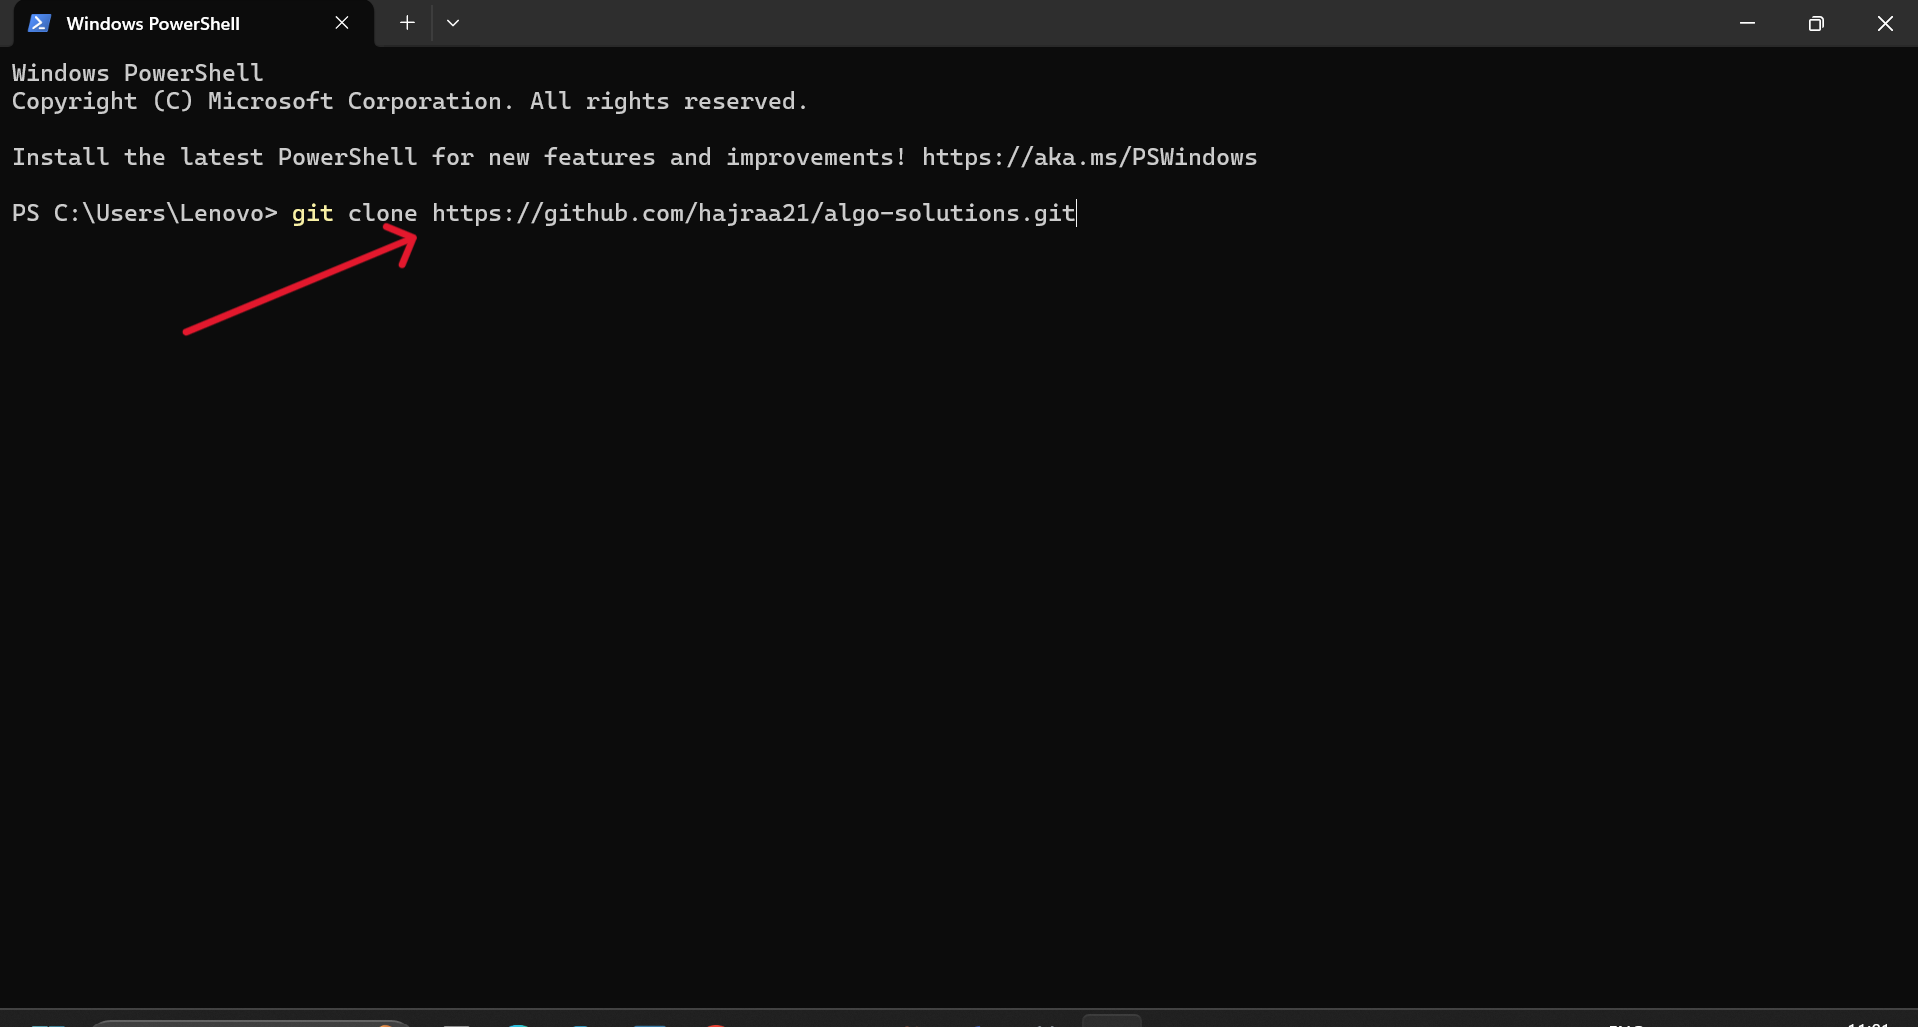 Windows PowerShell
Windows PowerShell
Copyright (C) Microsoft Corporation. All rights reserved.
Install the latest PowerShell for new features and improvements! https://aka.ms/PSWindows
PS C:\Users\Lenovo> git clone https://github.com/hajraa21/algo-solutions.git